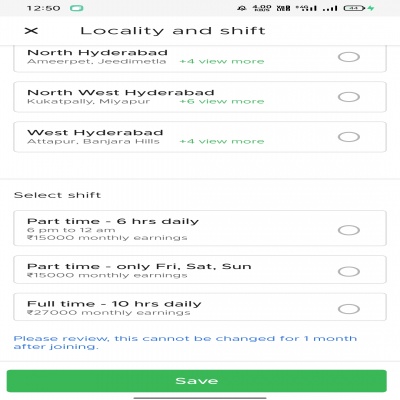 12:50
4.00
Locality and shift
North Hyderabad
Ameerpet, Jeedimetla +4 view more
North West Hyderabad
Kukatpally, Miyapur +6 view more
West Hyderabad
Attapur, Banjara Hills +4 view more
Select shift
Part time - 6 hrs daily
6 pm to 12 am
₹15000 monthly earnings
Part time - only Fri, Sat, Sun
₹15000 monthly earnings
Full time - 10 hrs daily
₹27000 monthly earnings
Please review, this cannot be changed for 1 month
after joining.
Save